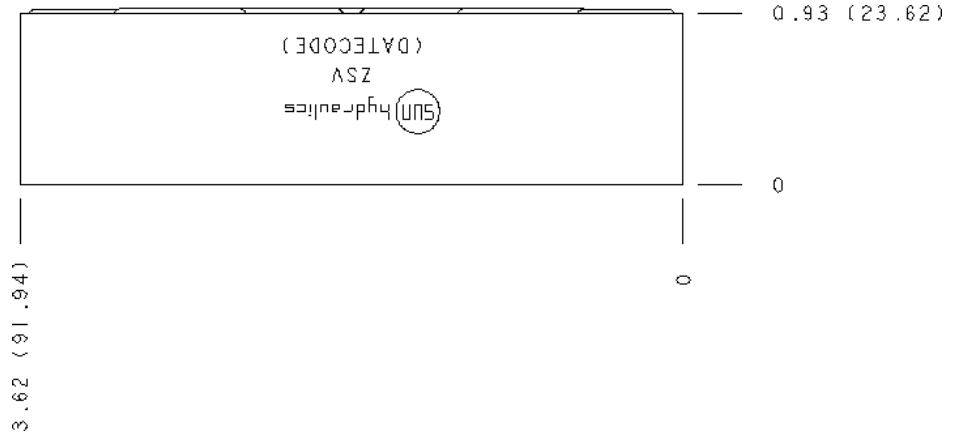 0.93 (23.62)
sun hydraulics
ZSV
(DATECODE)
0
0
3.62 (91.94)